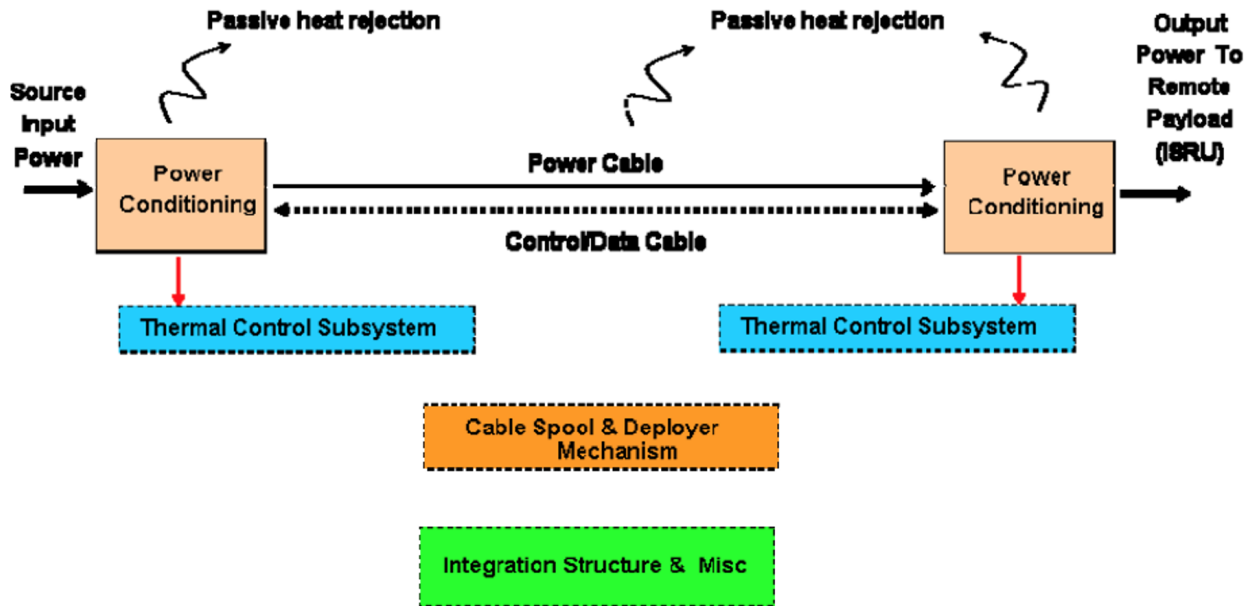 Passive heat rejection
Passive heat rejection
Output
Power To
Remote
Payload
(ISRU)
Source
Input
Power
Power
Conditioning
Power Cable
Control/Data Cable
Power
Conditioning
Thermal Control Subsystem
Thermal Control Subsystem
Cable Spool & Deployer
Mechanism
Integration Structure & Misc